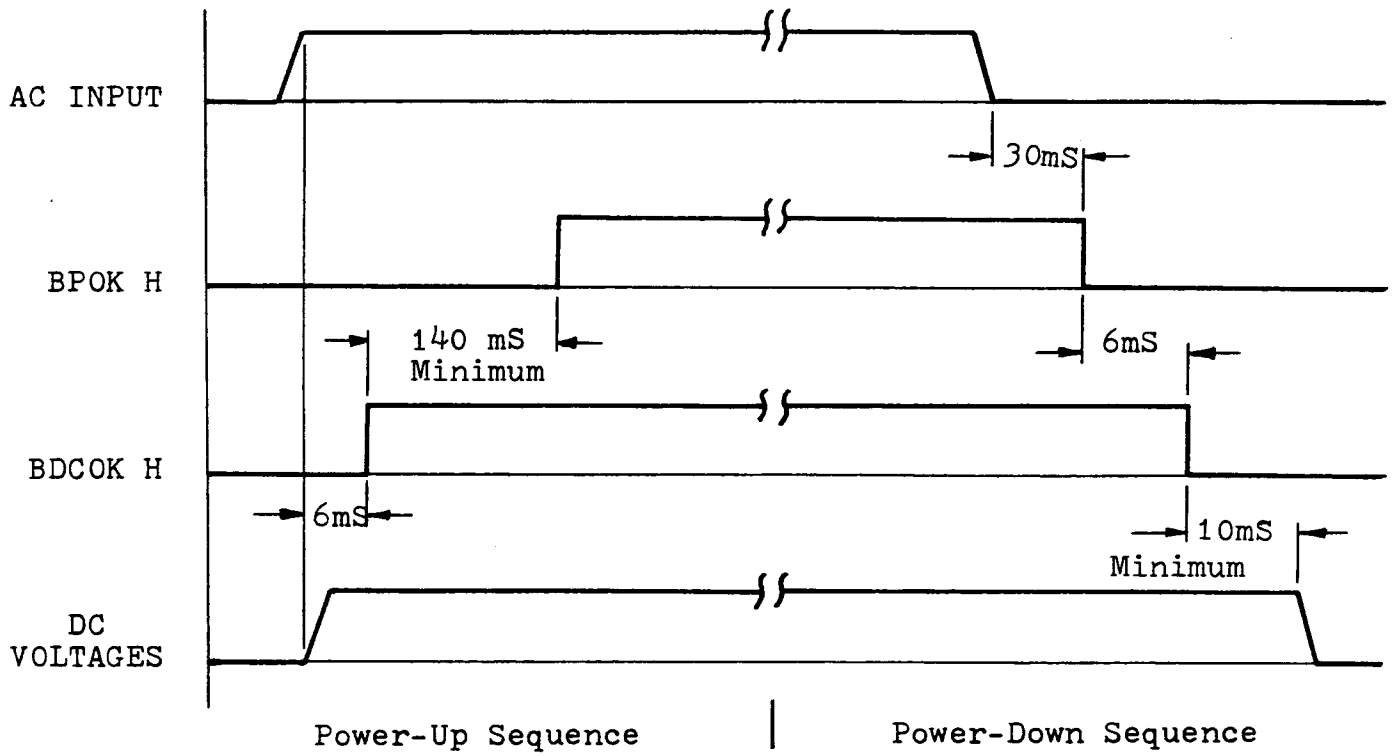 AC INPUT
30mS
BPOK H
140 mS
Minimum
6mS
BDCOK H
6mS
10mS
Minimum
DC
VOLTAGES
Power-Up Sequence
Power-Down Sequence